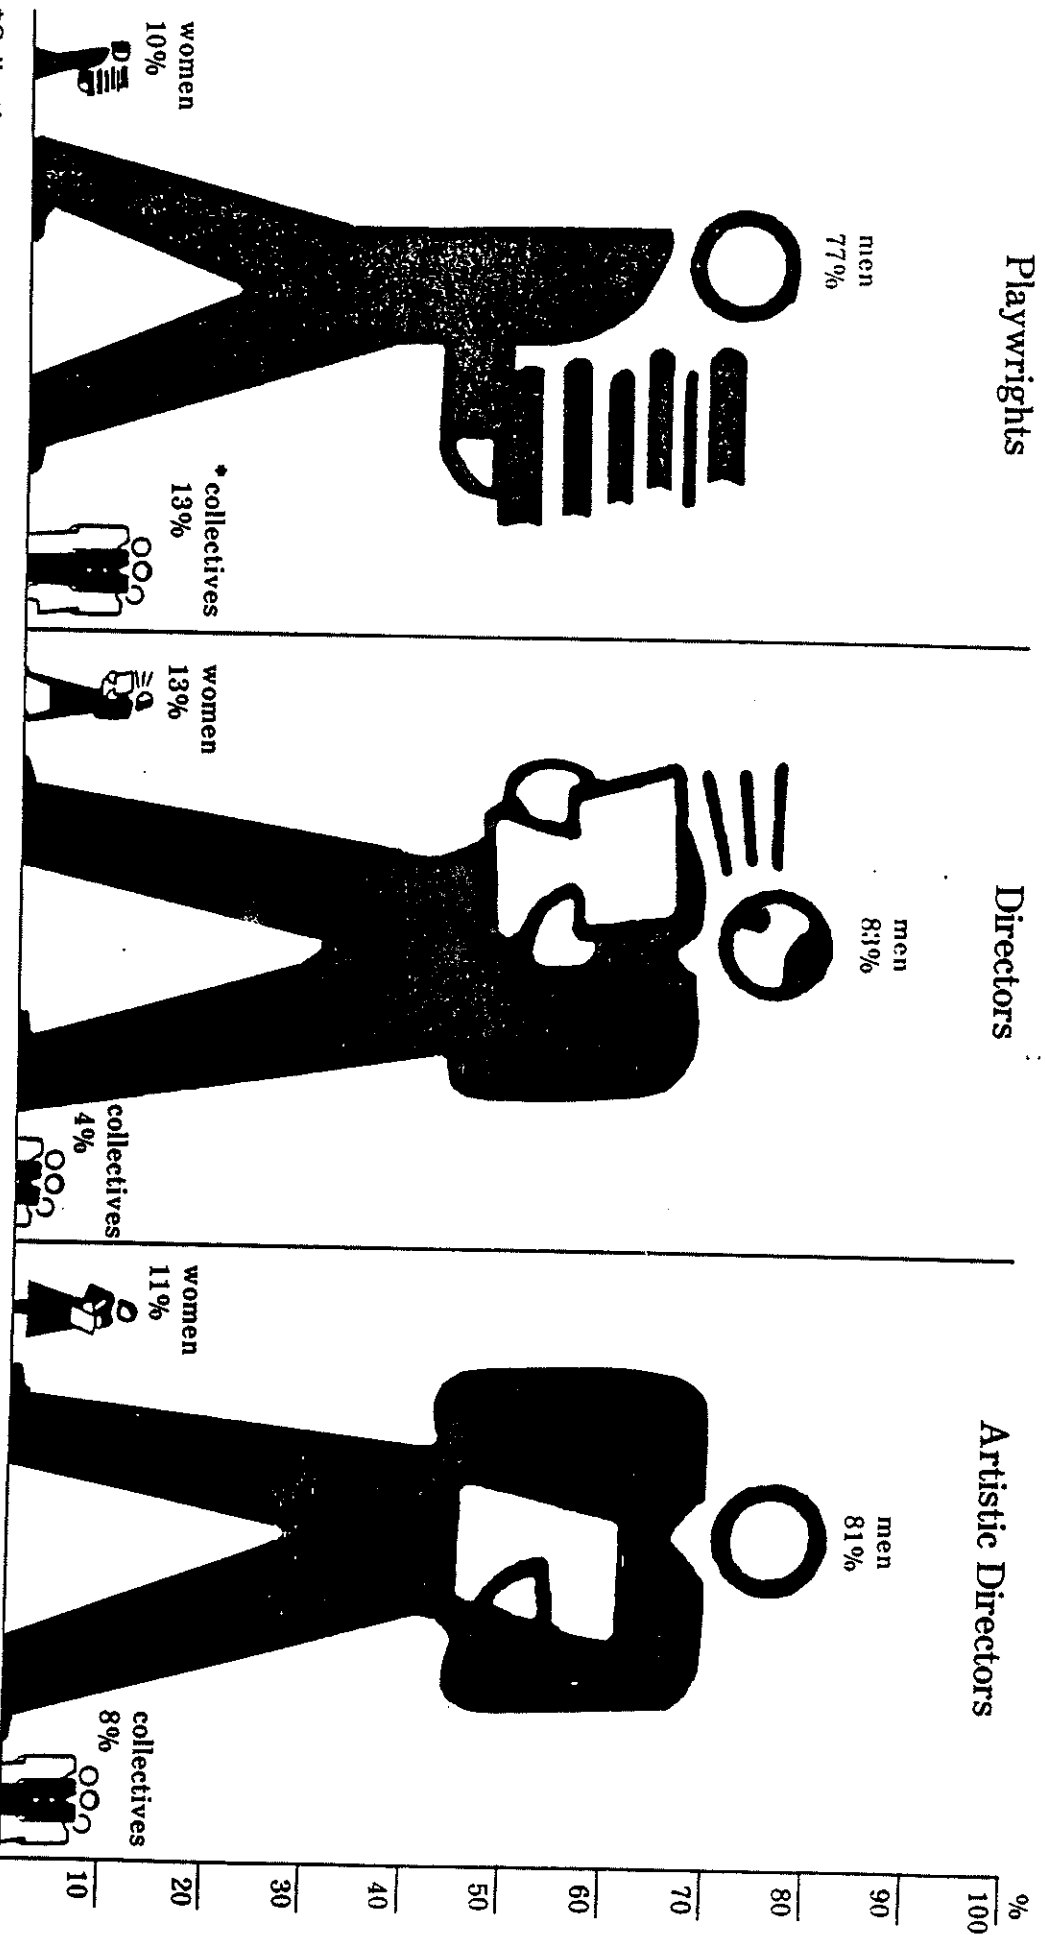 Playwrights
women
10%
men
77%
*collectives
13%
Directors
women
13%
men
83%
collectives
4%
Artistic Directors
women
11%
men
81%
collectives
8%
%
100
90
80
70
60
50
40
30
20
10